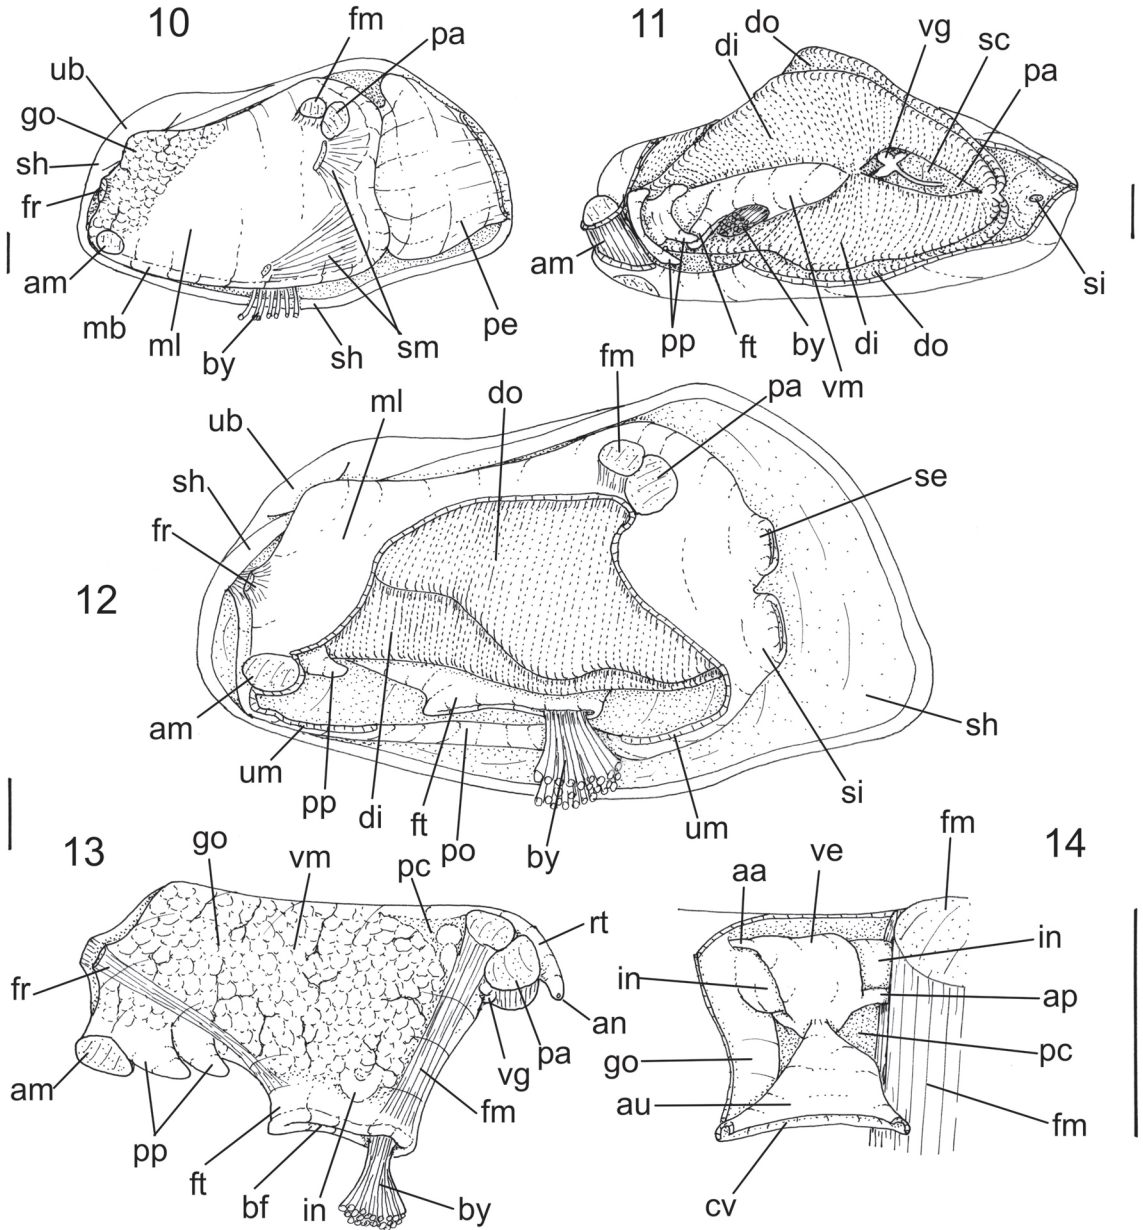 10
fm
pa
ub
go
sh
fr
am
mb
ml
by
sh
sm
pe
11
do
di
vg
sc
pa
am
pp
ft
by
vm
di
do
si
12
ub
ml
do
fm
pa
sh
fr
se
am
um
pp
di
ft
po
by
um
si
sh
13
go
vm
pc
rt
fr
an
am
pa
vg
pp
fm
ft
bf
in
by
14
fm
ve
aa
in
in
ap
go
pc
au
fm
cv